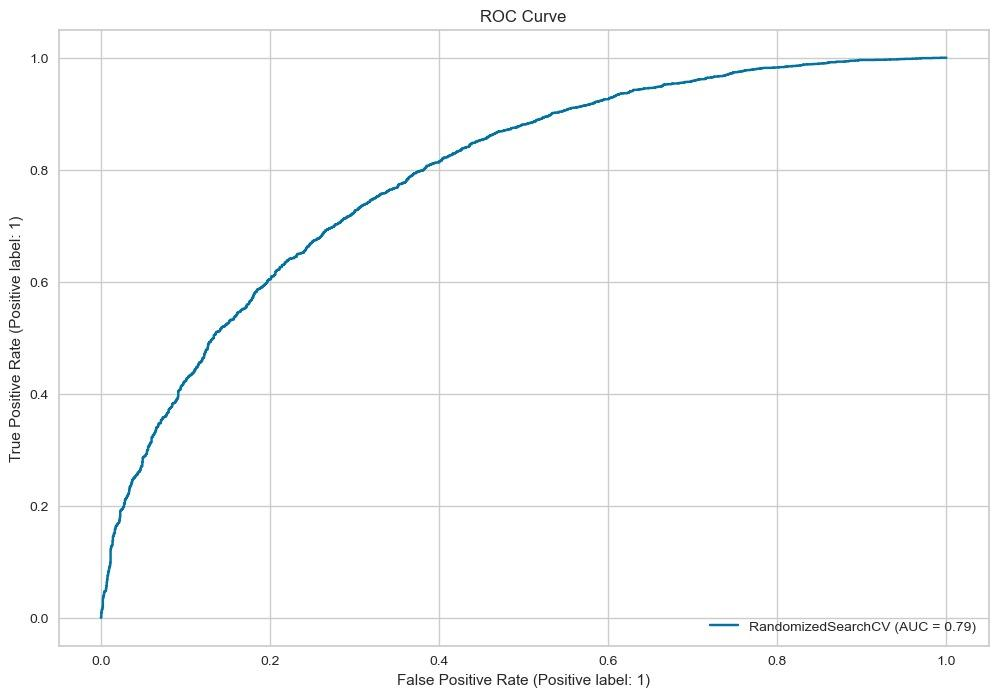 ROC Curve
True Positive Rate (Positive label: 1)
1.0
0.8
0.6
0.4
0.2
0.0
RandomizedSearchCV (AUC = 0.79)
0.0 0.2 0.4 0.6 0.8 1.0
False Positive Rate (Positive label: 1)